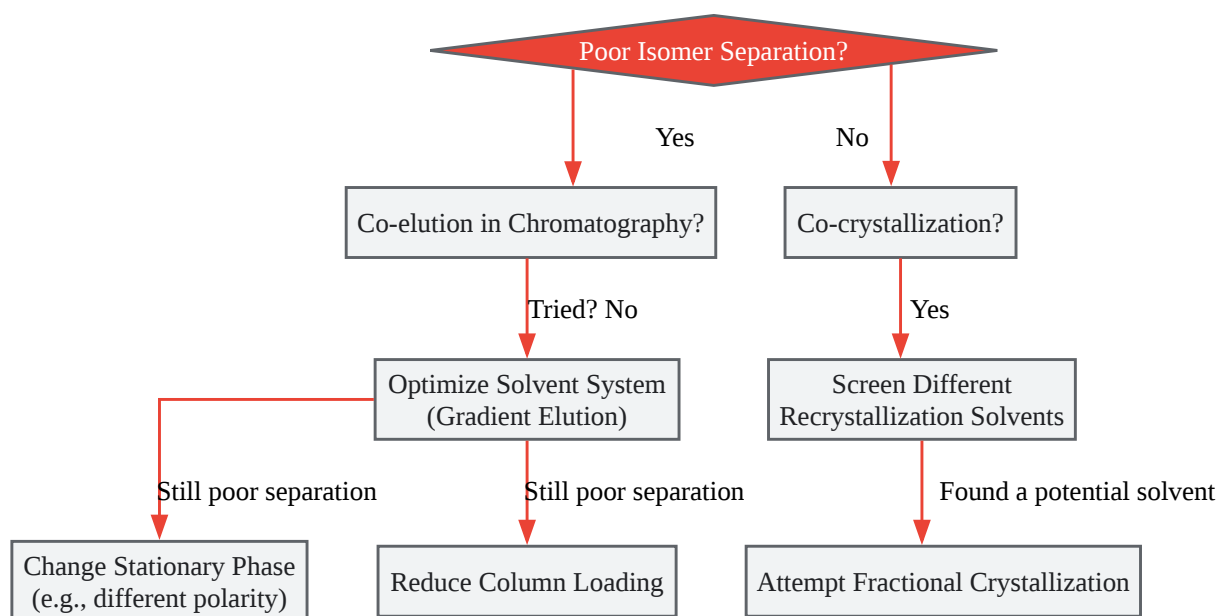 Poor Isomer Separation?
Yes
No
Co-elution in Chromatography?
Co-crystallization?
Tried? No
Yes
Optimize Solvent System
(Gradient Elution)
Screen Different
Recrystallization Solvents
Still poor separation
Still poor separation
Found a potential solvent
Change Stationary Phase
(e.g., different polarity)
Reduce Column Loading
Attempt Fractional Crystallization